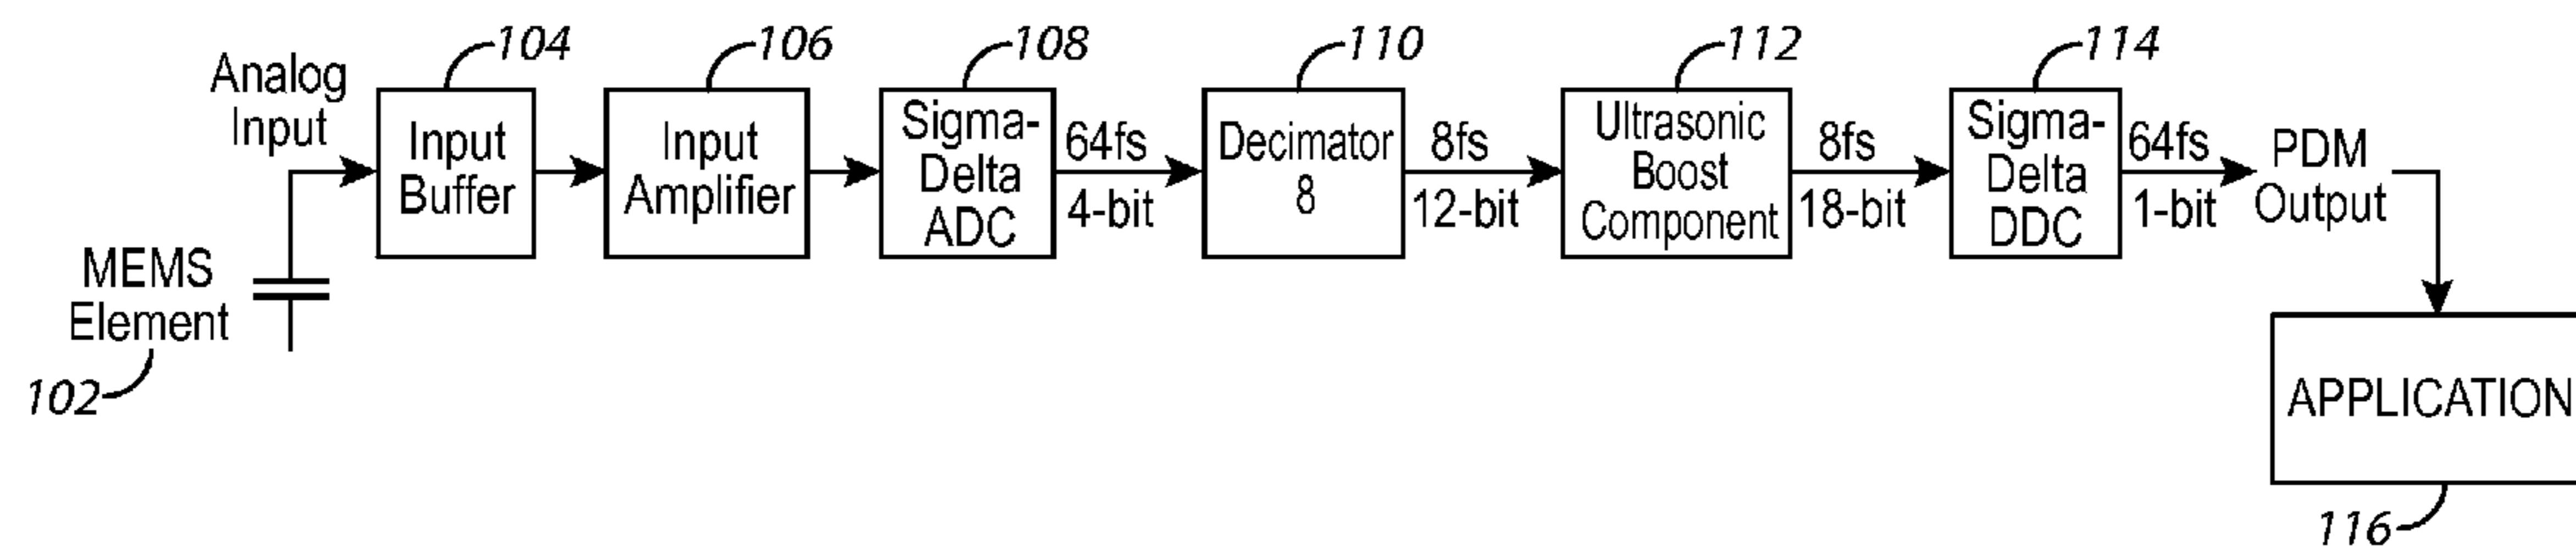 104
106
108
110
112
114
Analog
Input
Input
Buffer
Input
Amplifier
Sigma-
Delta
ADC
64fs
4-bit
Decimator
8
8fs
12-bit
Ultrasonic
Boost
Component
8fs
18-bit
Sigma-
Delta
DDC
64fs
1-bit
PDM
Output
MEMS
Element
102
APPLICATION
116